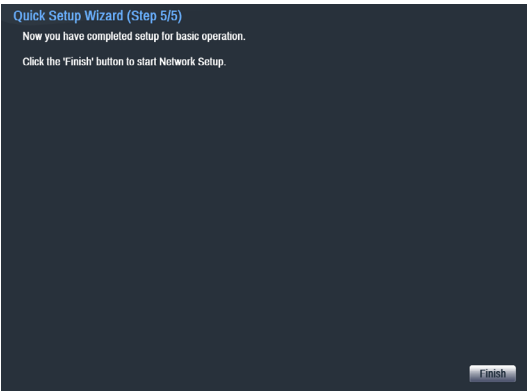 Quick Setup Wizard (Step 5/5)
Now you have completed setup for basic operation.
Click the 'Finish' button to start Network Setup.
Finish